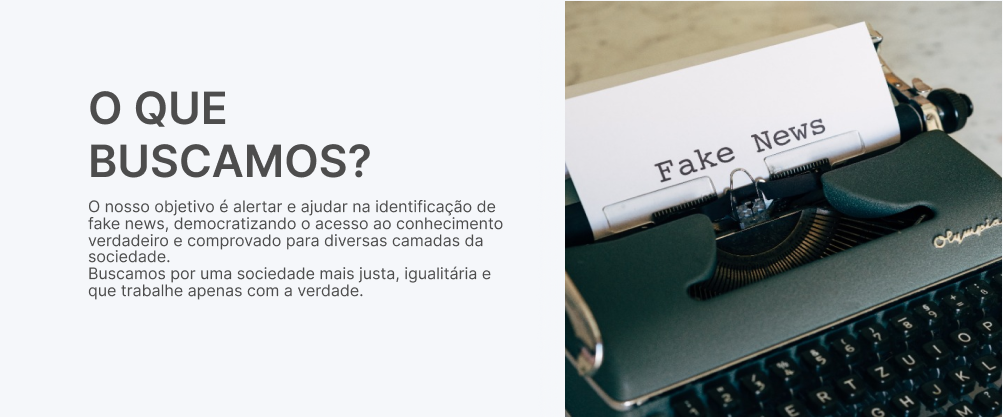 O QUE
BUSCAMOS?
O nosso objetivo é alertar e ajudar na identificação de
fake news, democratizando o acesso ao conhecimento
verdadeiro e comprovado para diversas camadas da
sociedade.
Buscamos por uma sociedade mais justa, igualitária e
que trabalhe apenas com a verdade.
Fake News
Olympia
E R T Z U I O P
H J K L